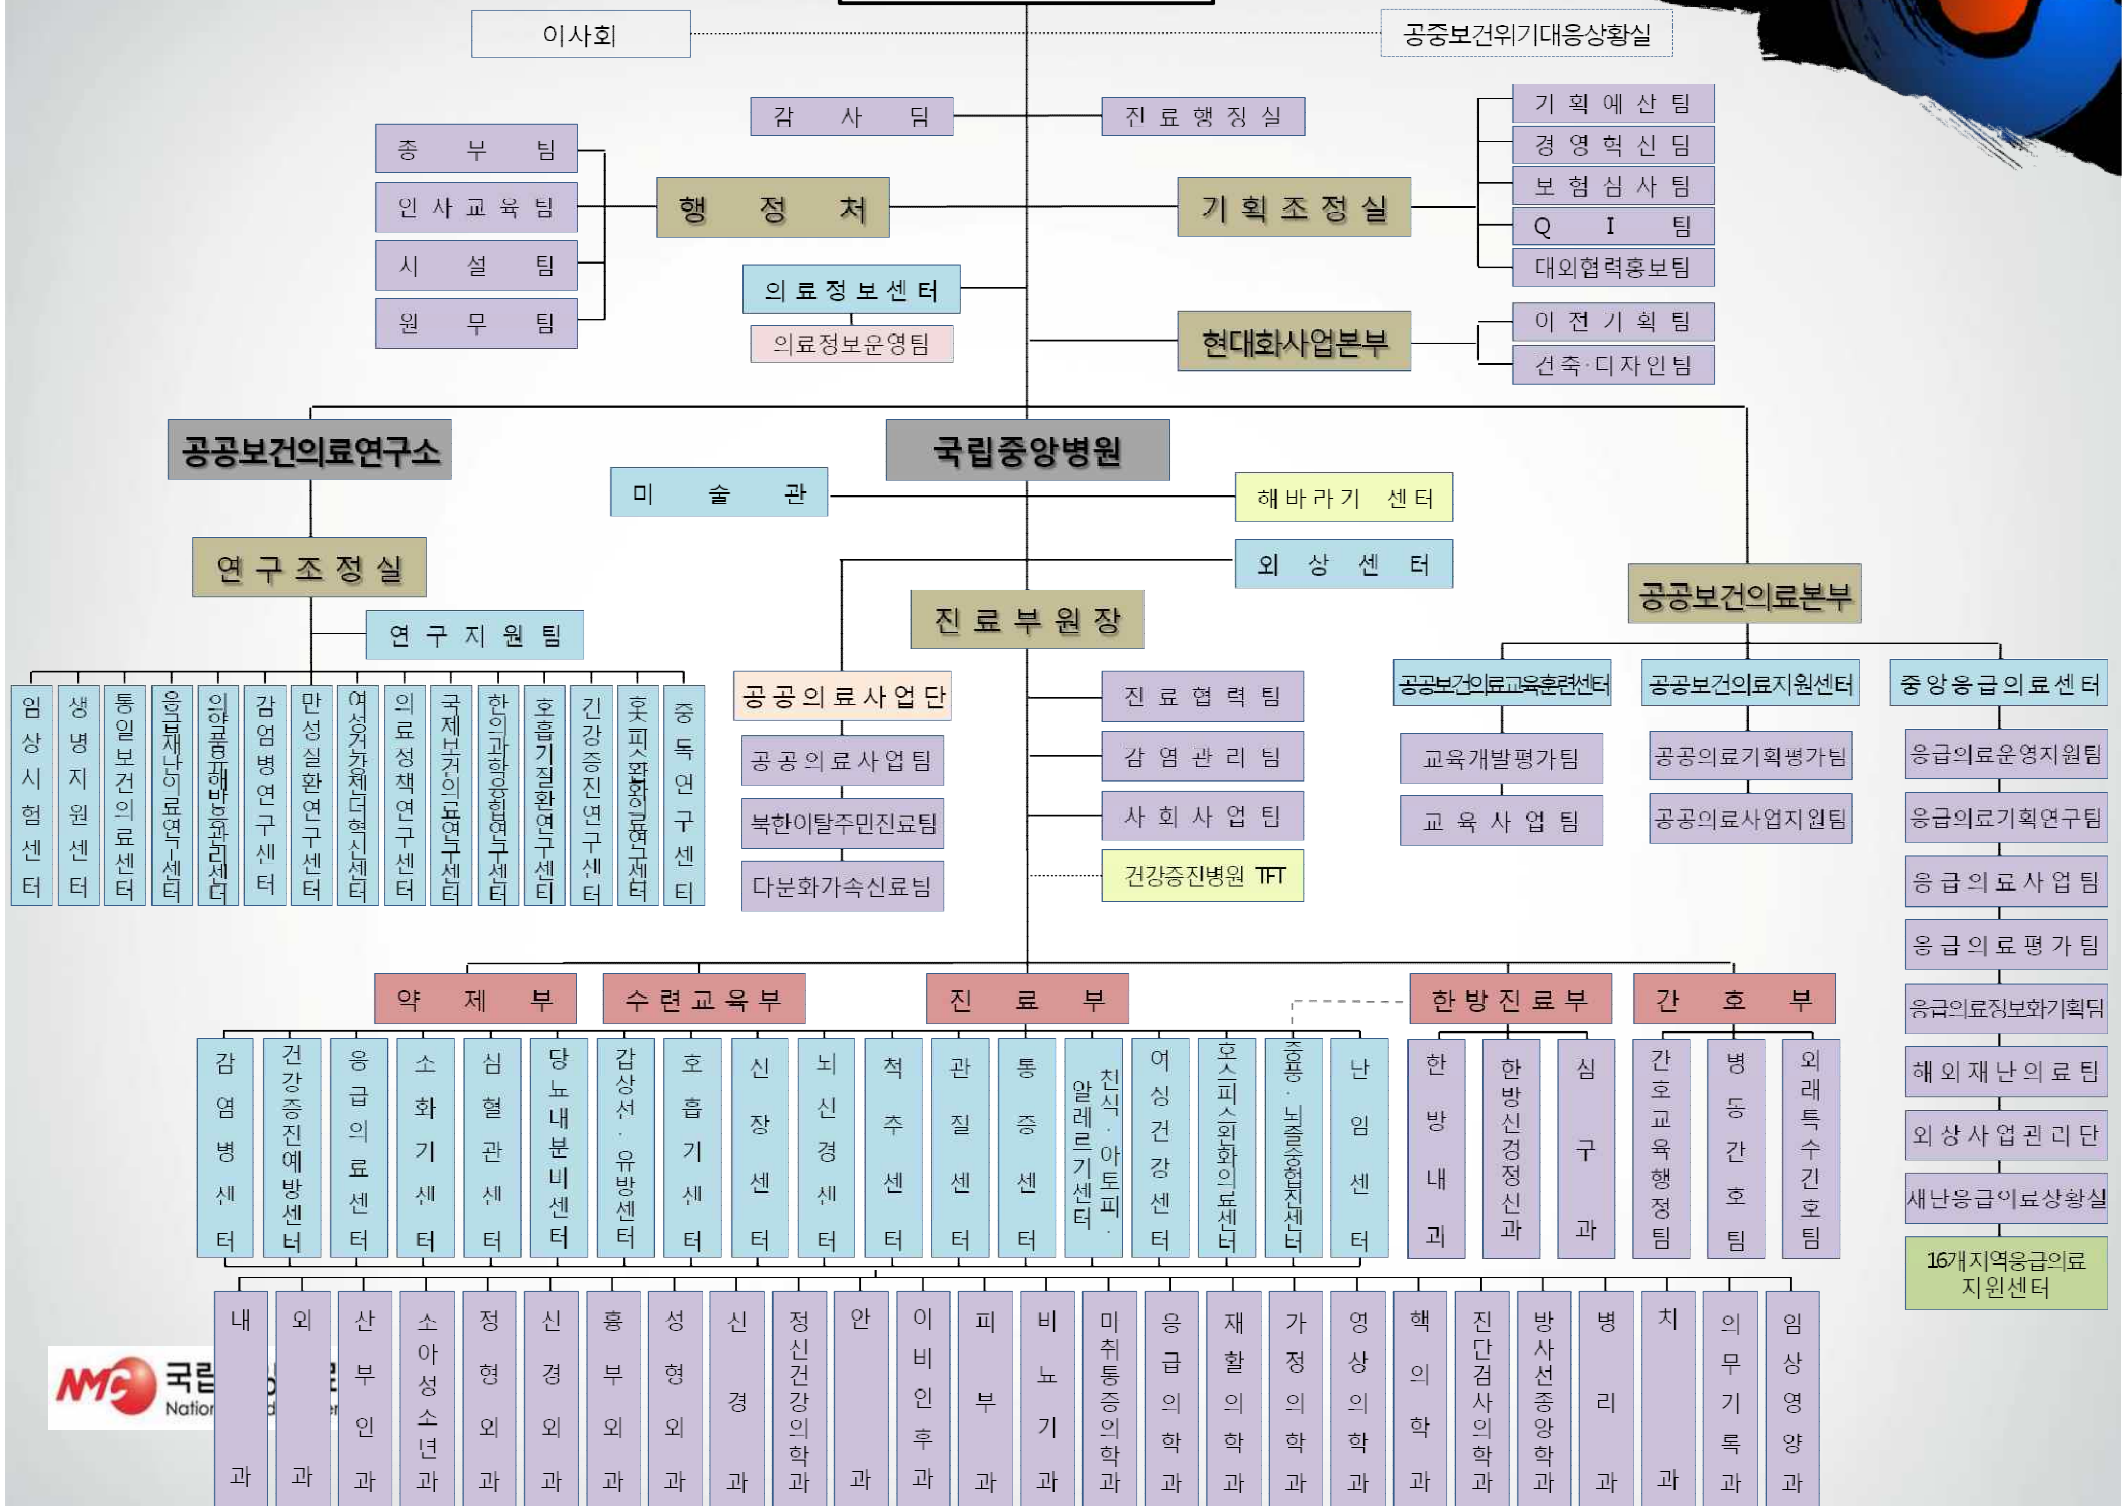 이사회
공중보건위기대응상황실
감 사 팀
진료행정실
기획예산팀
경영혁신팀
보험심사팀
Q I 팀
대외협력홍보팀
총 무 팀
인사교육팀
시 설 팀
원 무 팀
행 정 처
기획조정실
의료정보센터
의료정보운영팀
현대화사업본부
이전기획팀
건축·디자인팀
공공보건의료연구소
국립중앙병원
미 술 관
해바라기 센터
연구조정실
외 상 센 터
공공보건의료본부
진료부원장
연구지원팀
임상시험센터
생명지원센터
통일보건의료센터
응급재난의료연구센터
감염병연구센터
만성질환연구센터
의료정책연구센터
국제보건의료연구센터
한의과학융합연구센터
호흡기질환연구센터
건강증진연구센터
호스피스완화의료연구센터
중독연구센터
공공의료사업단
공공의료사업팀
북한이탈주민진료팀
다문화가족진료팀
진료협력팀
감염관리팀
사회사업팀
건강증진병원 TFT
공공보건의료교육훈련센터
공공보건의료지원센터
중앙응급의료센터
교육개발평가팀
교육사업팀
공공의료기획평가팀
공공의료사업지원팀
응급의료운영지원팀
응급의료기획연구팀
응급의료사업팀
응급의료평가팀
응급의료정보화기획팀
해외재난의료팀
외상사업관리단
재난응급의료상황실
16개 지역응급의료
지원센터
약 제 부
수련교육부
진 료 부
한방진료부
간 호 부
감염병센터
건강증진예방센터
응급의료센터
소화기센터
심혈관센터
당뇨내분비센터
갑상선·유방센터
호흡기센터
신장센터
뇌신경센터
척추센터
관절센터
통증센터
천식·아토피·
알레르기센터
여성건강센터
호스피스완화의료센터
중풍·뇌졸중협진센터
난임센터
한방내과
한방신경정신과
침구과
간호교육행정팀
병동간호팀
외래특수간호팀
내과
외과
산부인과
소아청소년과
정형외과
신경외과
흉부외과
성형외과
신경과
정신건강의학과
안과
이비인후과
피부과
비뇨기과
마취통증의학과
응급의학과
재활의학과
가정의학과
영상의학과
핵의학과
진단검사의학과
방사선종양학과
병리과
치과
의무기록과
임상영양과
NMC